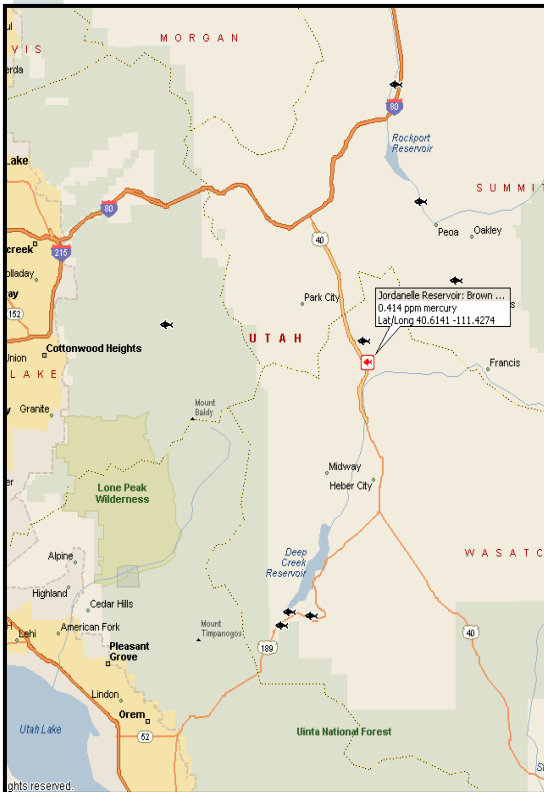 MORGAN
VIS
80
Rockport
Reservoir
SUMMIT
Lake
80
Peoa
Oakley
40
creek
215
olladay
Jordanelle Reservoir: Brown ...
0.414 ppm mercury
Lat/Long 40.6141 -111.4274
Park City
152
UTAH
Union
Cottonwood Heights
LAKE
Francis
Granite
Mount
Baldy
Midway
Heber City
Lone Peak
Wilderness
Deep
Creek
Reservoir
WASATC
Alpine
Highland
Cedar Hills
American Fork
Lehi
Mount
Timpanogos
40
189
Pleasant
Grove
Lindon
Orem
52
Utah Lake
Uinta National Forest
ghts reserved.